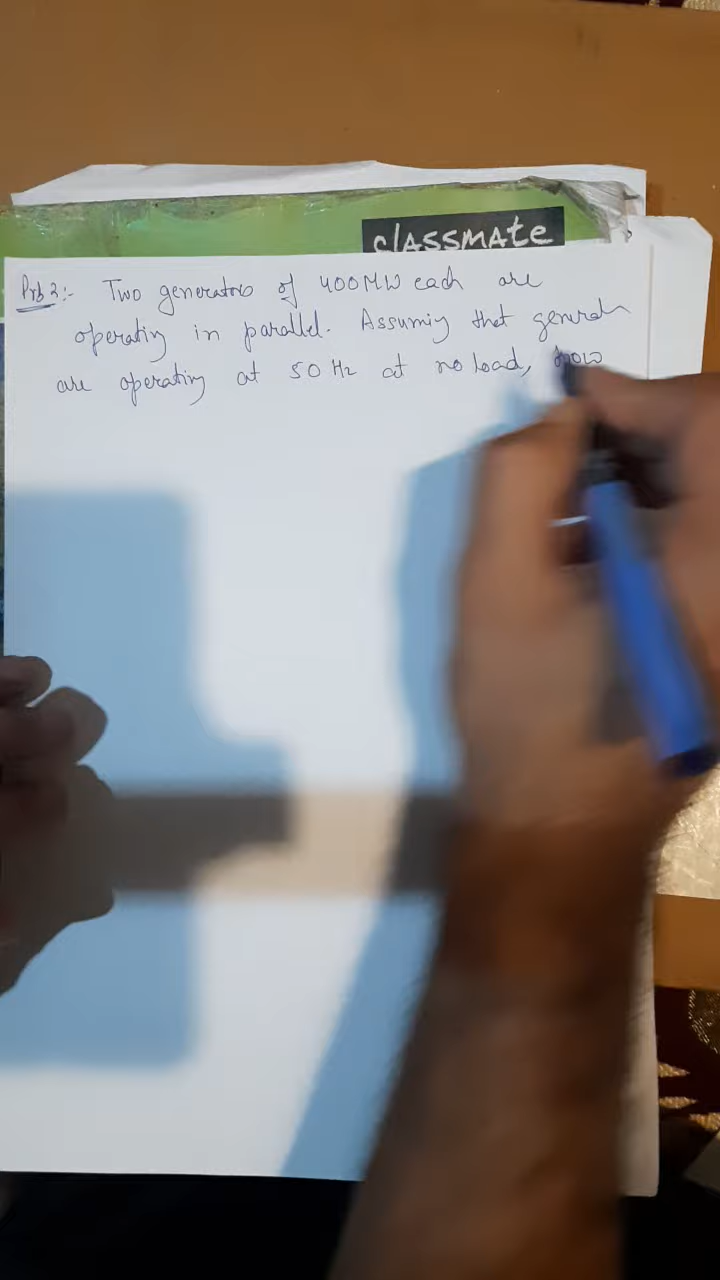 classmate
Prb 2:- Two generators of 400MW each are
operating in parallel. Assuming that
are operating at 50 Hz at no load,